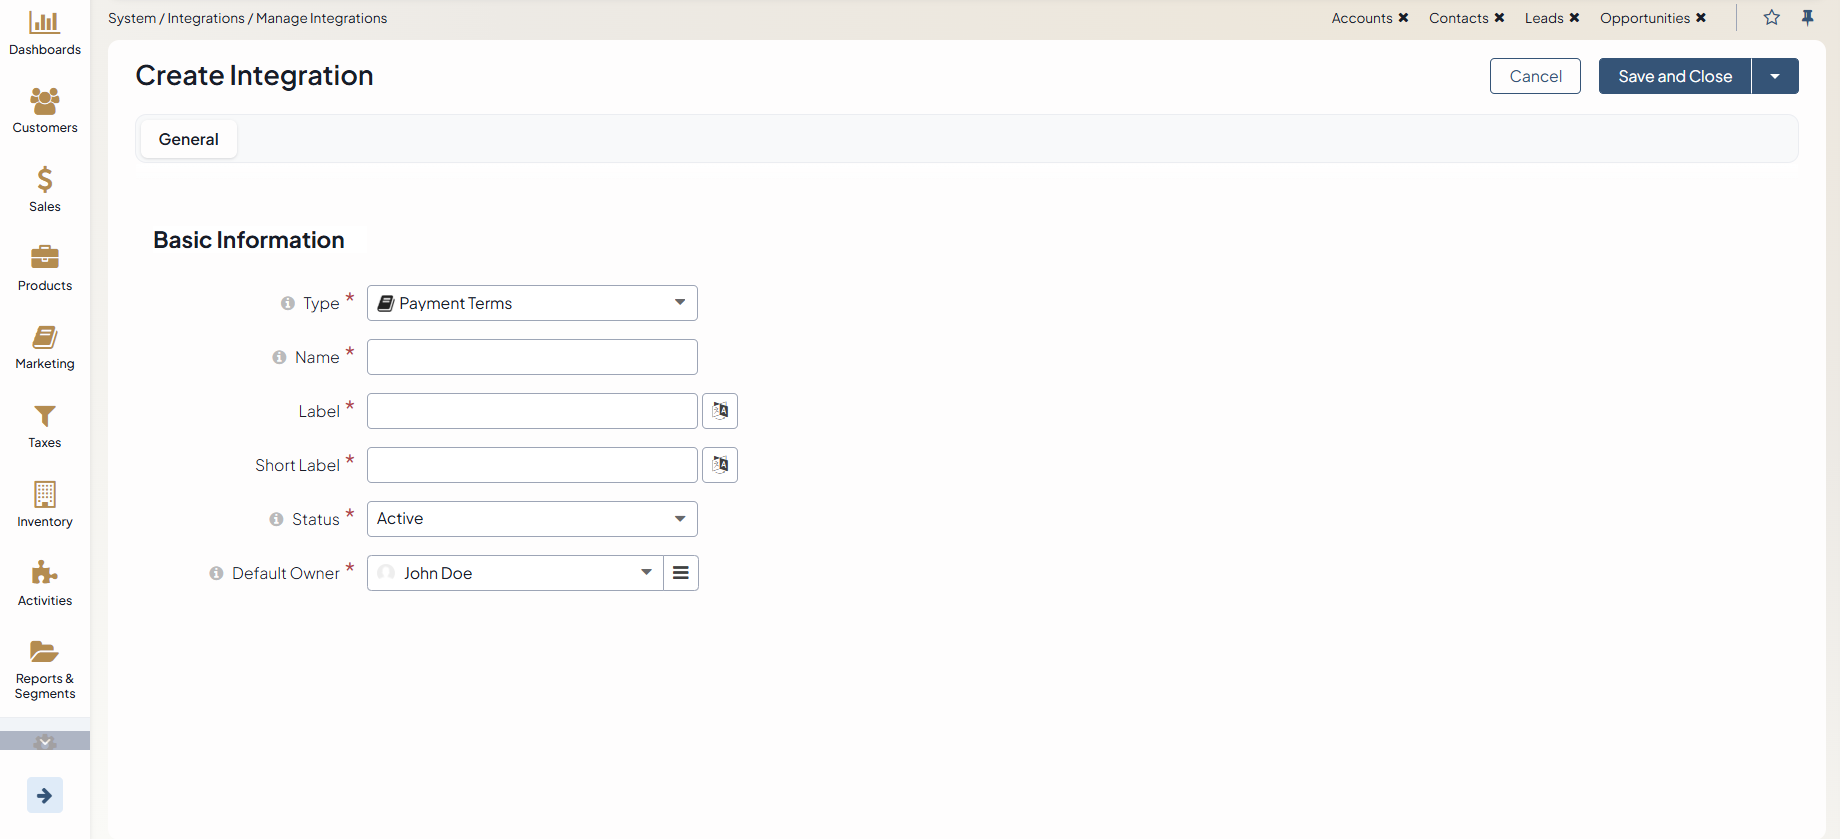 System / Integrations / Manage Integrations
Accounts ✖ Contacts ✖ Leads ✖ Opportunities ✖
Dashboards
Customers
Sales
Products
Marketing
Taxes
Inventory
Activities
Reports &
Segments
Create Integration
Cancel
Save and Close
General
Basic Information
Type *
Payment Terms
Name *
Label *
Short Label *
Status *
Active
Default Owner *
John Doe